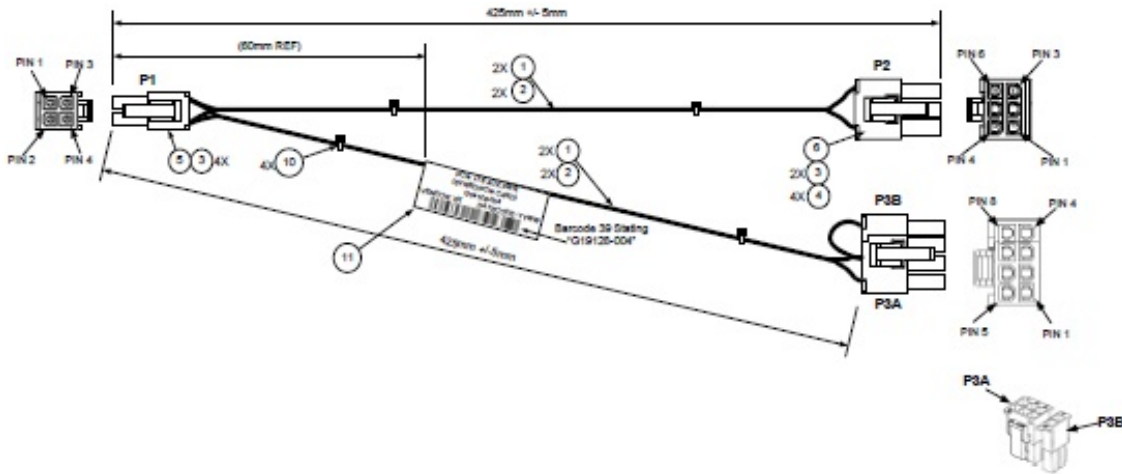 425mm +/- 5mm
(60mm REF)
PIN 1
PIN 3
P1
2X 1
2X 2
P2
PIN 6
PIN 3
PIN 2
PIN 4
5 3 4X
4X 10
2X 1
2X 2
6
2X 3
4X 4
PIN 4
PIN 1
P3B
PIN 8
PIN 4
Barcode 39 Stating
"G19128-004"
11
425mm +/-5mm
P3A
PIN 5
PIN 1
P3A
P3B